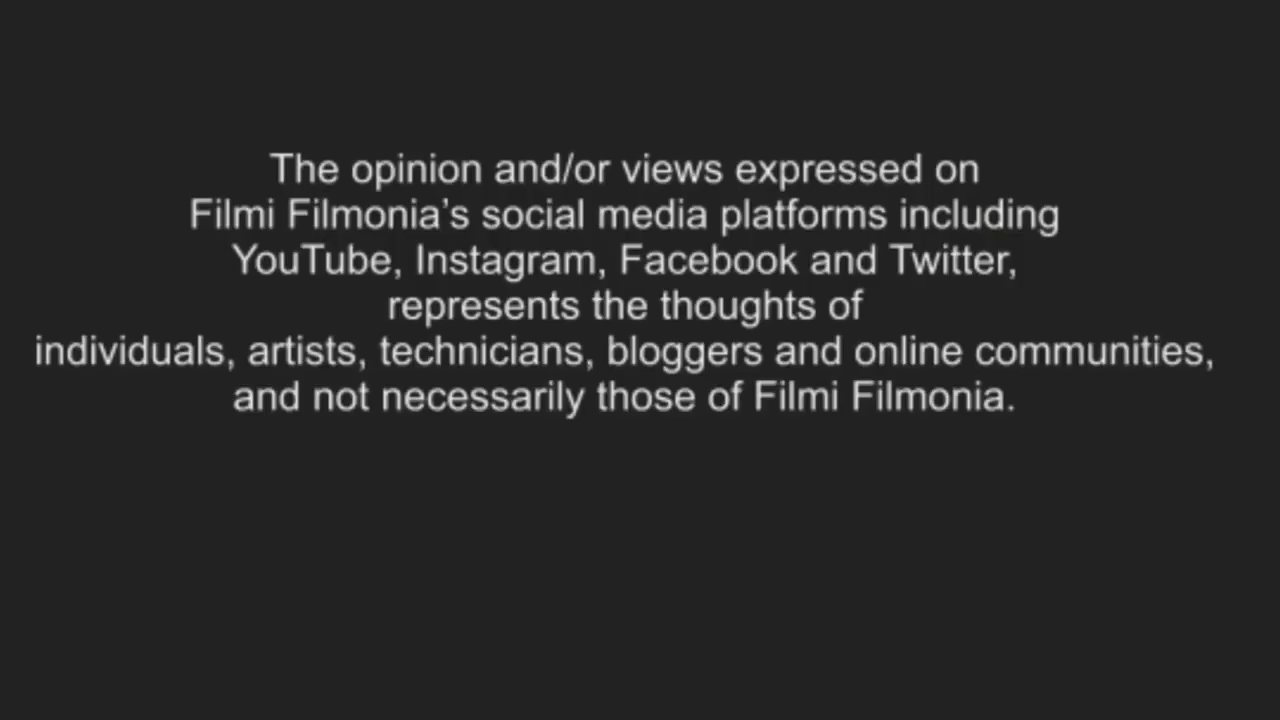 The opinion and/or views expressed on
Filmi Filmonia’s social media platforms including
YouTube, Instagram, Facebook and Twitter,
represents the thoughts of
individuals, artists, technicians, bloggers and online communities,
and not necessarily those of Filmi Filmonia.